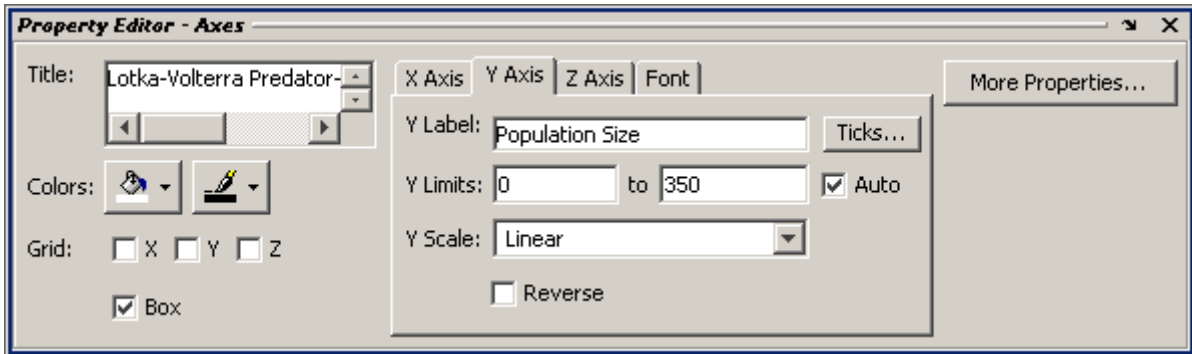 Property Editor - Axes
Title:
Lotka-Volterra Predator-
Colors:
Grid:
X
Y
Z
Box
X Axis
Y Axis
Z Axis
Font
Y Label:
Population Size
Ticks...
Y Limits:
0
to
350
Auto
Y Scale:
Linear
Reverse
More Properties...